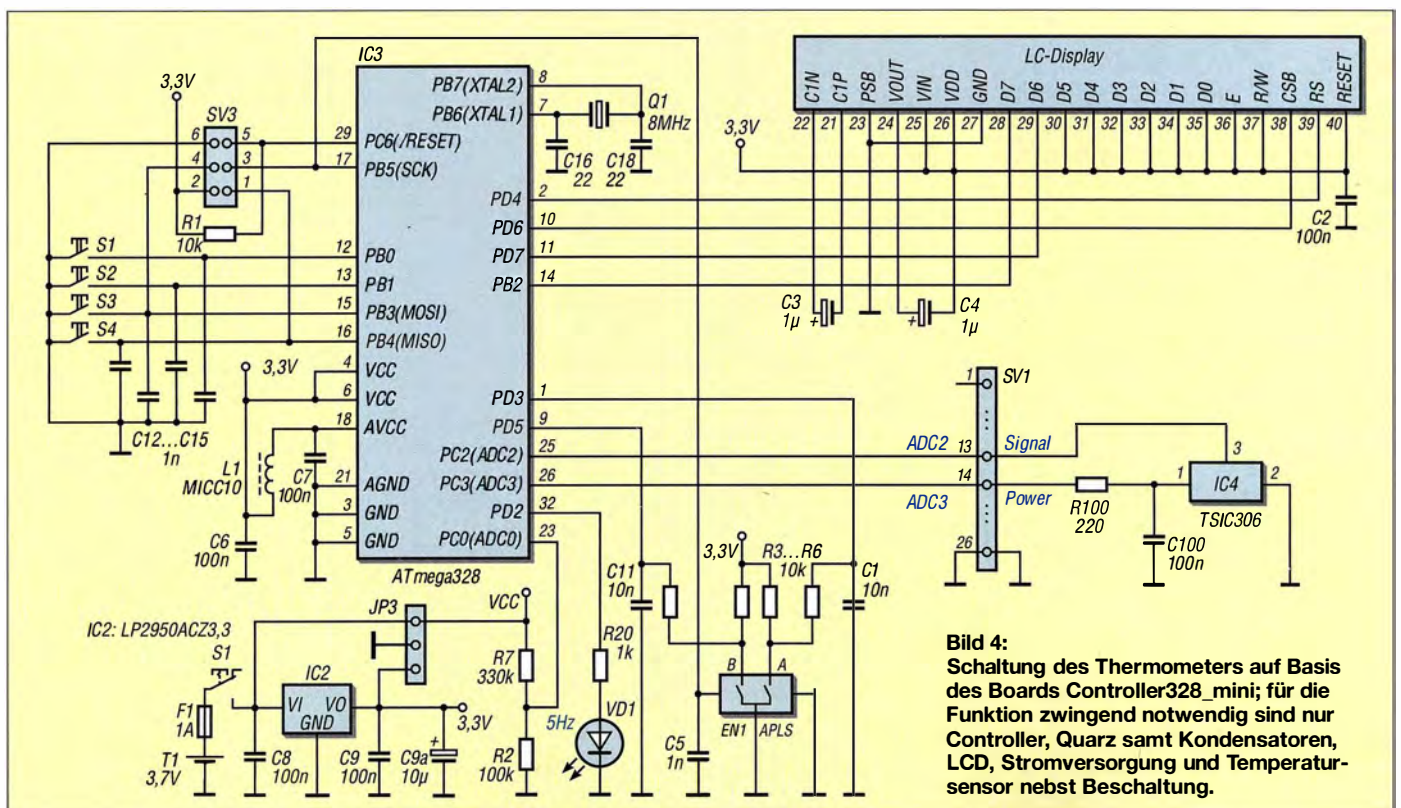 IC3
3,3V
SV3
6 5
4 3
2 1
R1
10k
S1
S2
S3
S4
C12...C15
1n
29 PC6(/RESET)
17 PB5(SCK)
12 PB0
13 PB1
15 PB3(MOSI)
16 PB4(MISO)
4 VCC
6 VCC
18 AVCC
21 AGND
3 GND
5 GND
PB7(XTAL2) 8
PB6(XTAL1) 7
PD4 2
PD6 10
PD7 11
PB2 14
PD3 1
PD5 9
PC2(ADC2) 25
PC3(ADC3) 26
PD2 32
PC0(ADC0) 23
ATmega328
Q1
8MHz
C16
22
C18
22
3,3V
L1
MICC10
C7
100n
C6
100n
LC-Display
C1N C1P PSB VOUT VIN VDD GND D7 D6 D5 D4 D3 D2 D1 D0 E R/W CSB RS RESET
22 21 23 24 25 26 27 28 29 30 31 32 33 34 35 36 37 38 39 40
3,3V
C2
100n
C3
1µ
+
C4
1µ
+
SV1
1
ADC2 13 Signal
ADC3 14 Power
26
R100
220
C100
100n
1 3 2
IC4
TSIC306
IC2: LP2950ACZ3,3
S1
F1
1A
T1
3,7V
IC2
VI VO
GND
C8
100n
C9
100n
C9a
10µ
+
3,3V
JP3
VCC
R7
330k
R2
100k
R20
1k
5Hz
VD1
C11
10n
3,3V
R3...R6
10k
C1
10n
B A
EN1 APLS
C5
1n
Bild 4:
Schaltung des Thermometers auf Basis
des Boards Controller328_mini; für die
Funktion zwingend notwendig sind nur
Controller, Quarz samt Kondensatoren,
LCD, Stromversorgung und Temperatur-
sensor nebst Beschaltung.